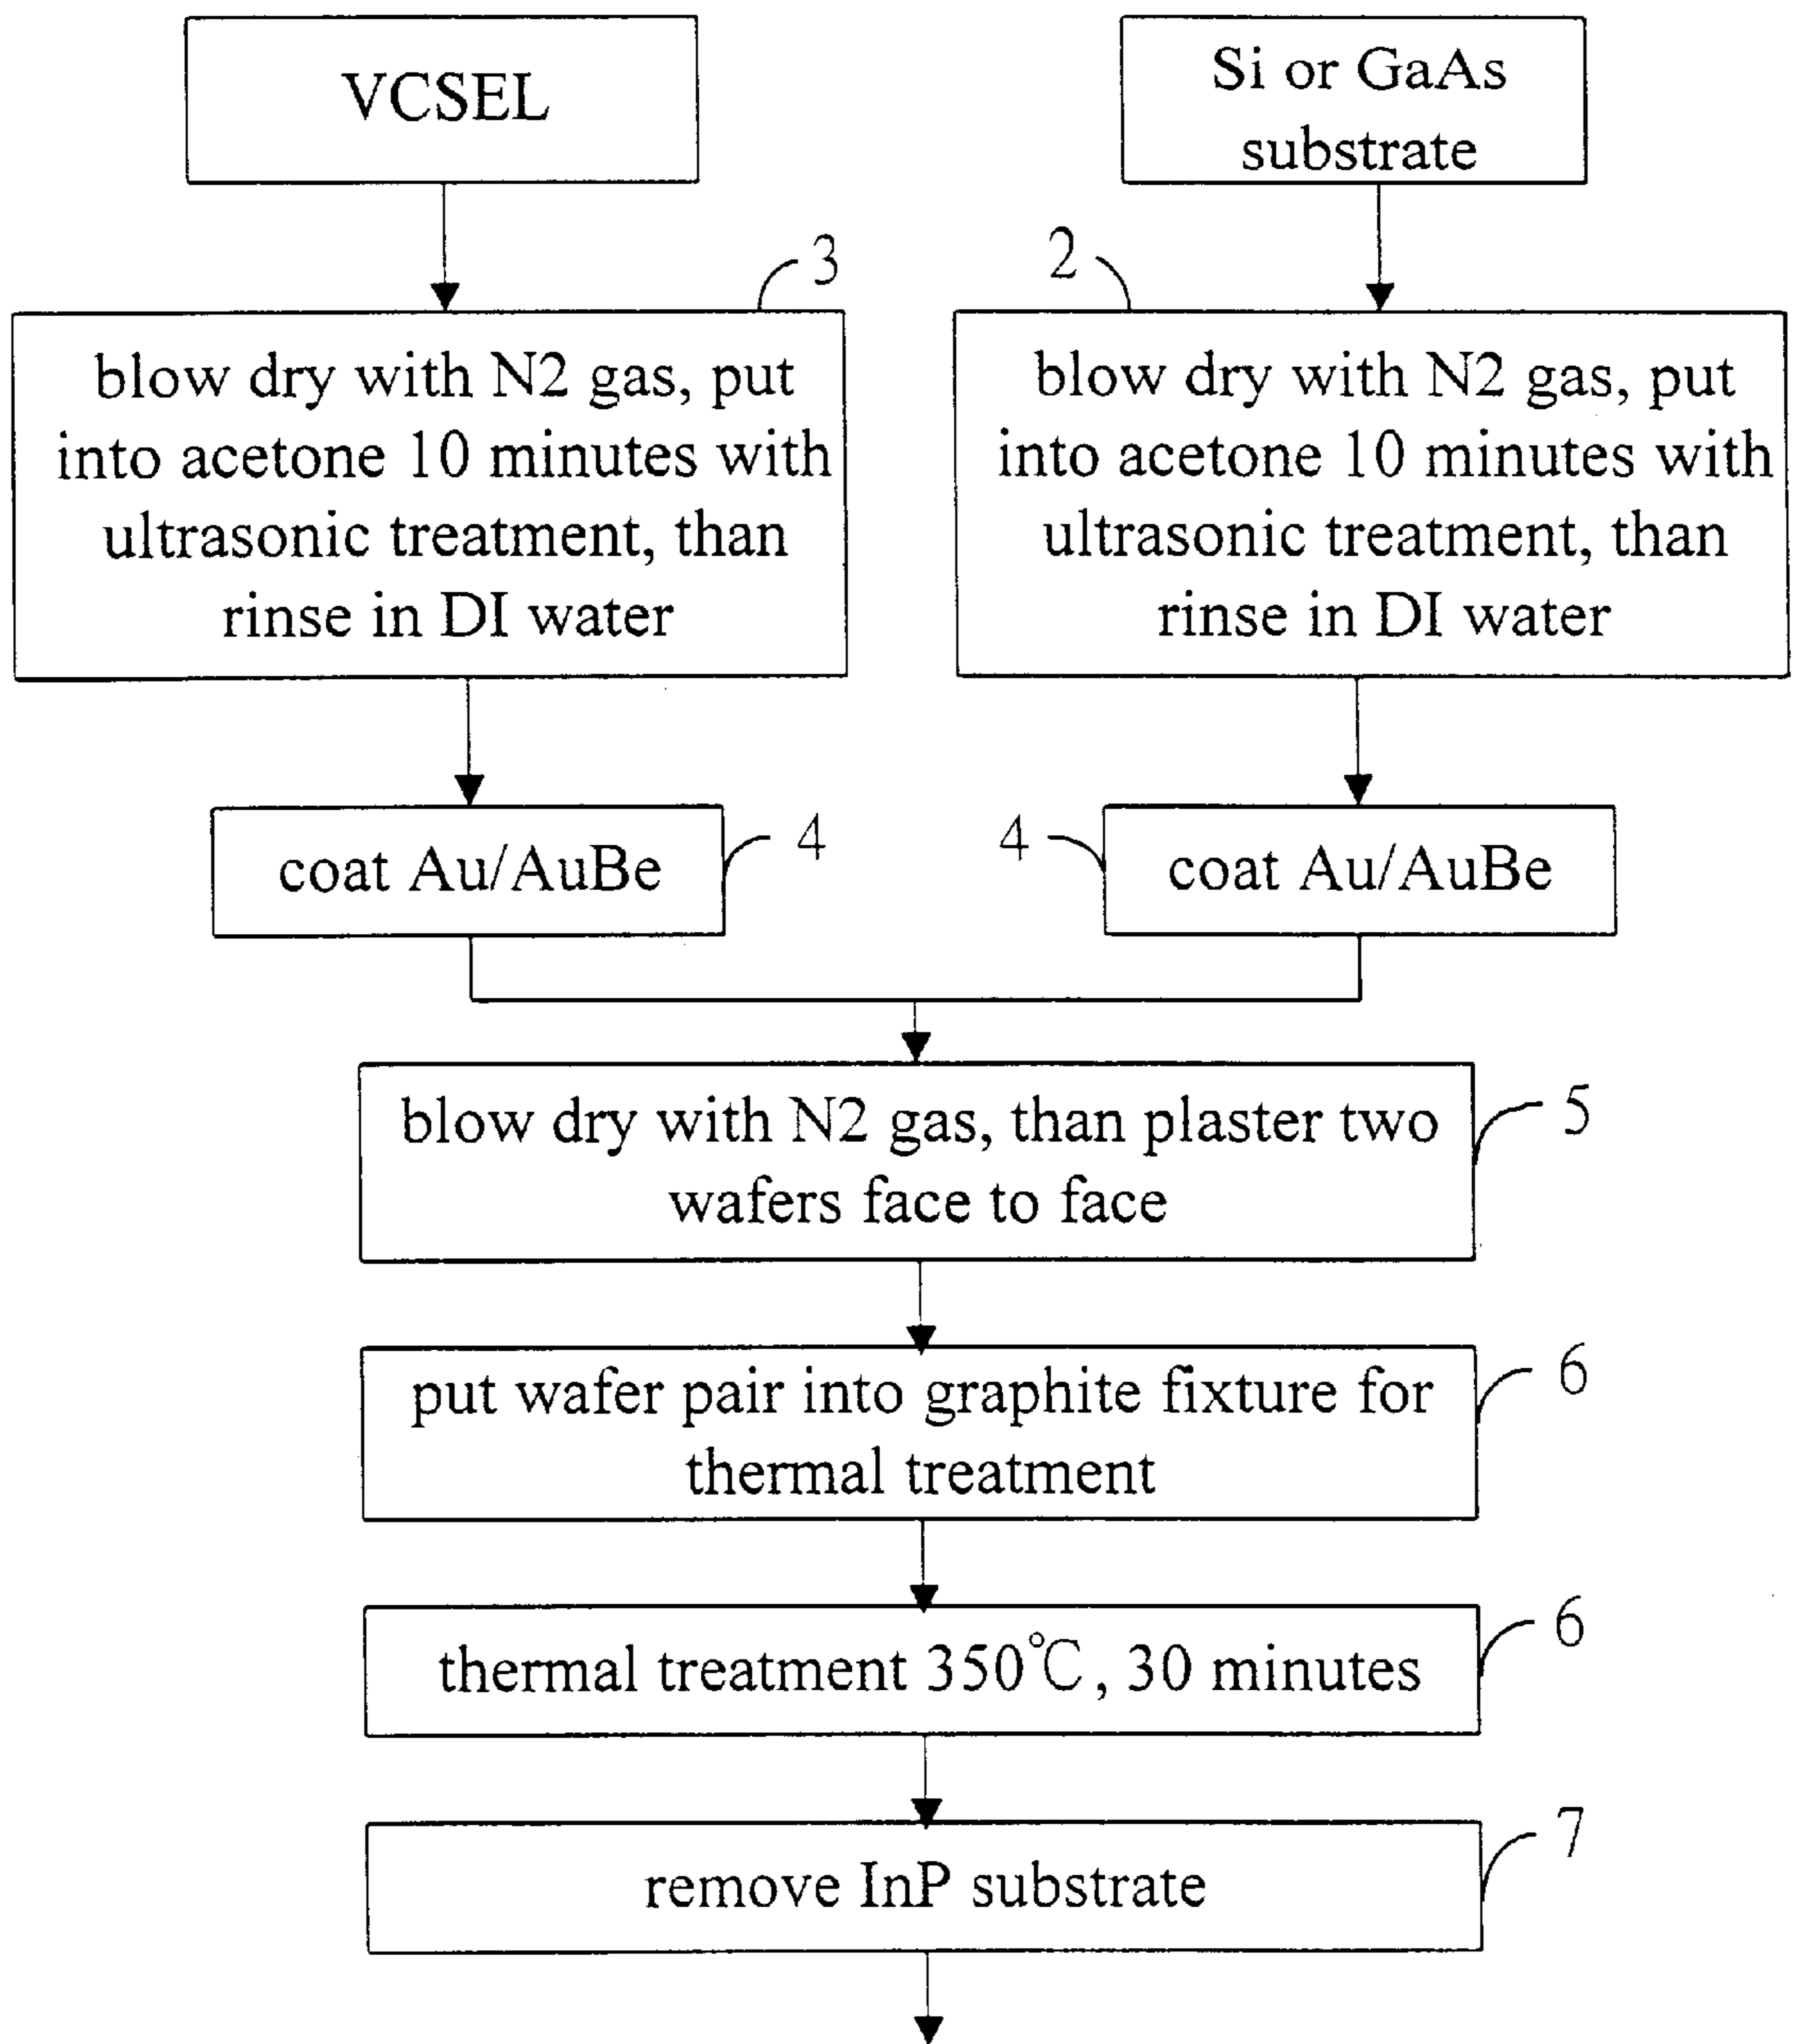 VCSEL
Si or GaAs
substrate
3
2
blow dry with N2 gas, put
into acetone 10 minutes with
ultrasonic treatment, than
rinse in DI water
blow dry with N2 gas, put
into acetone 10 minutes with
ultrasonic treatment, than
rinse in DI water
coat Au/AuBe
4
4
coat Au/AuBe
blow dry with N2 gas, than plaster two
wafers face to face
5
put wafer pair into graphite fixture for
thermal treatment
6
thermal treatment 350℃, 30 minutes
6
remove InP substrate
7